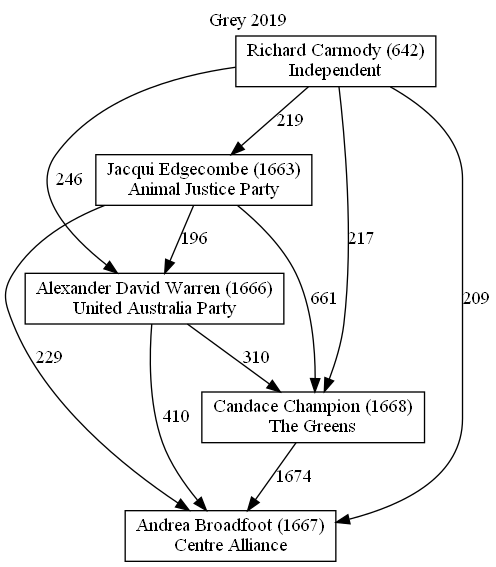 Grey 2019
Richard Carmody (642)
Independent
219
Jacqui Edgecombe (1663)
Animal Justice Party
246
196
217
Alexander David Warren (1666)
United Australia Party
661
209
229
310
410
Candace Champion (1668)
The Greens
1674
Andrea Broadfoot (1667)
Centre Alliance